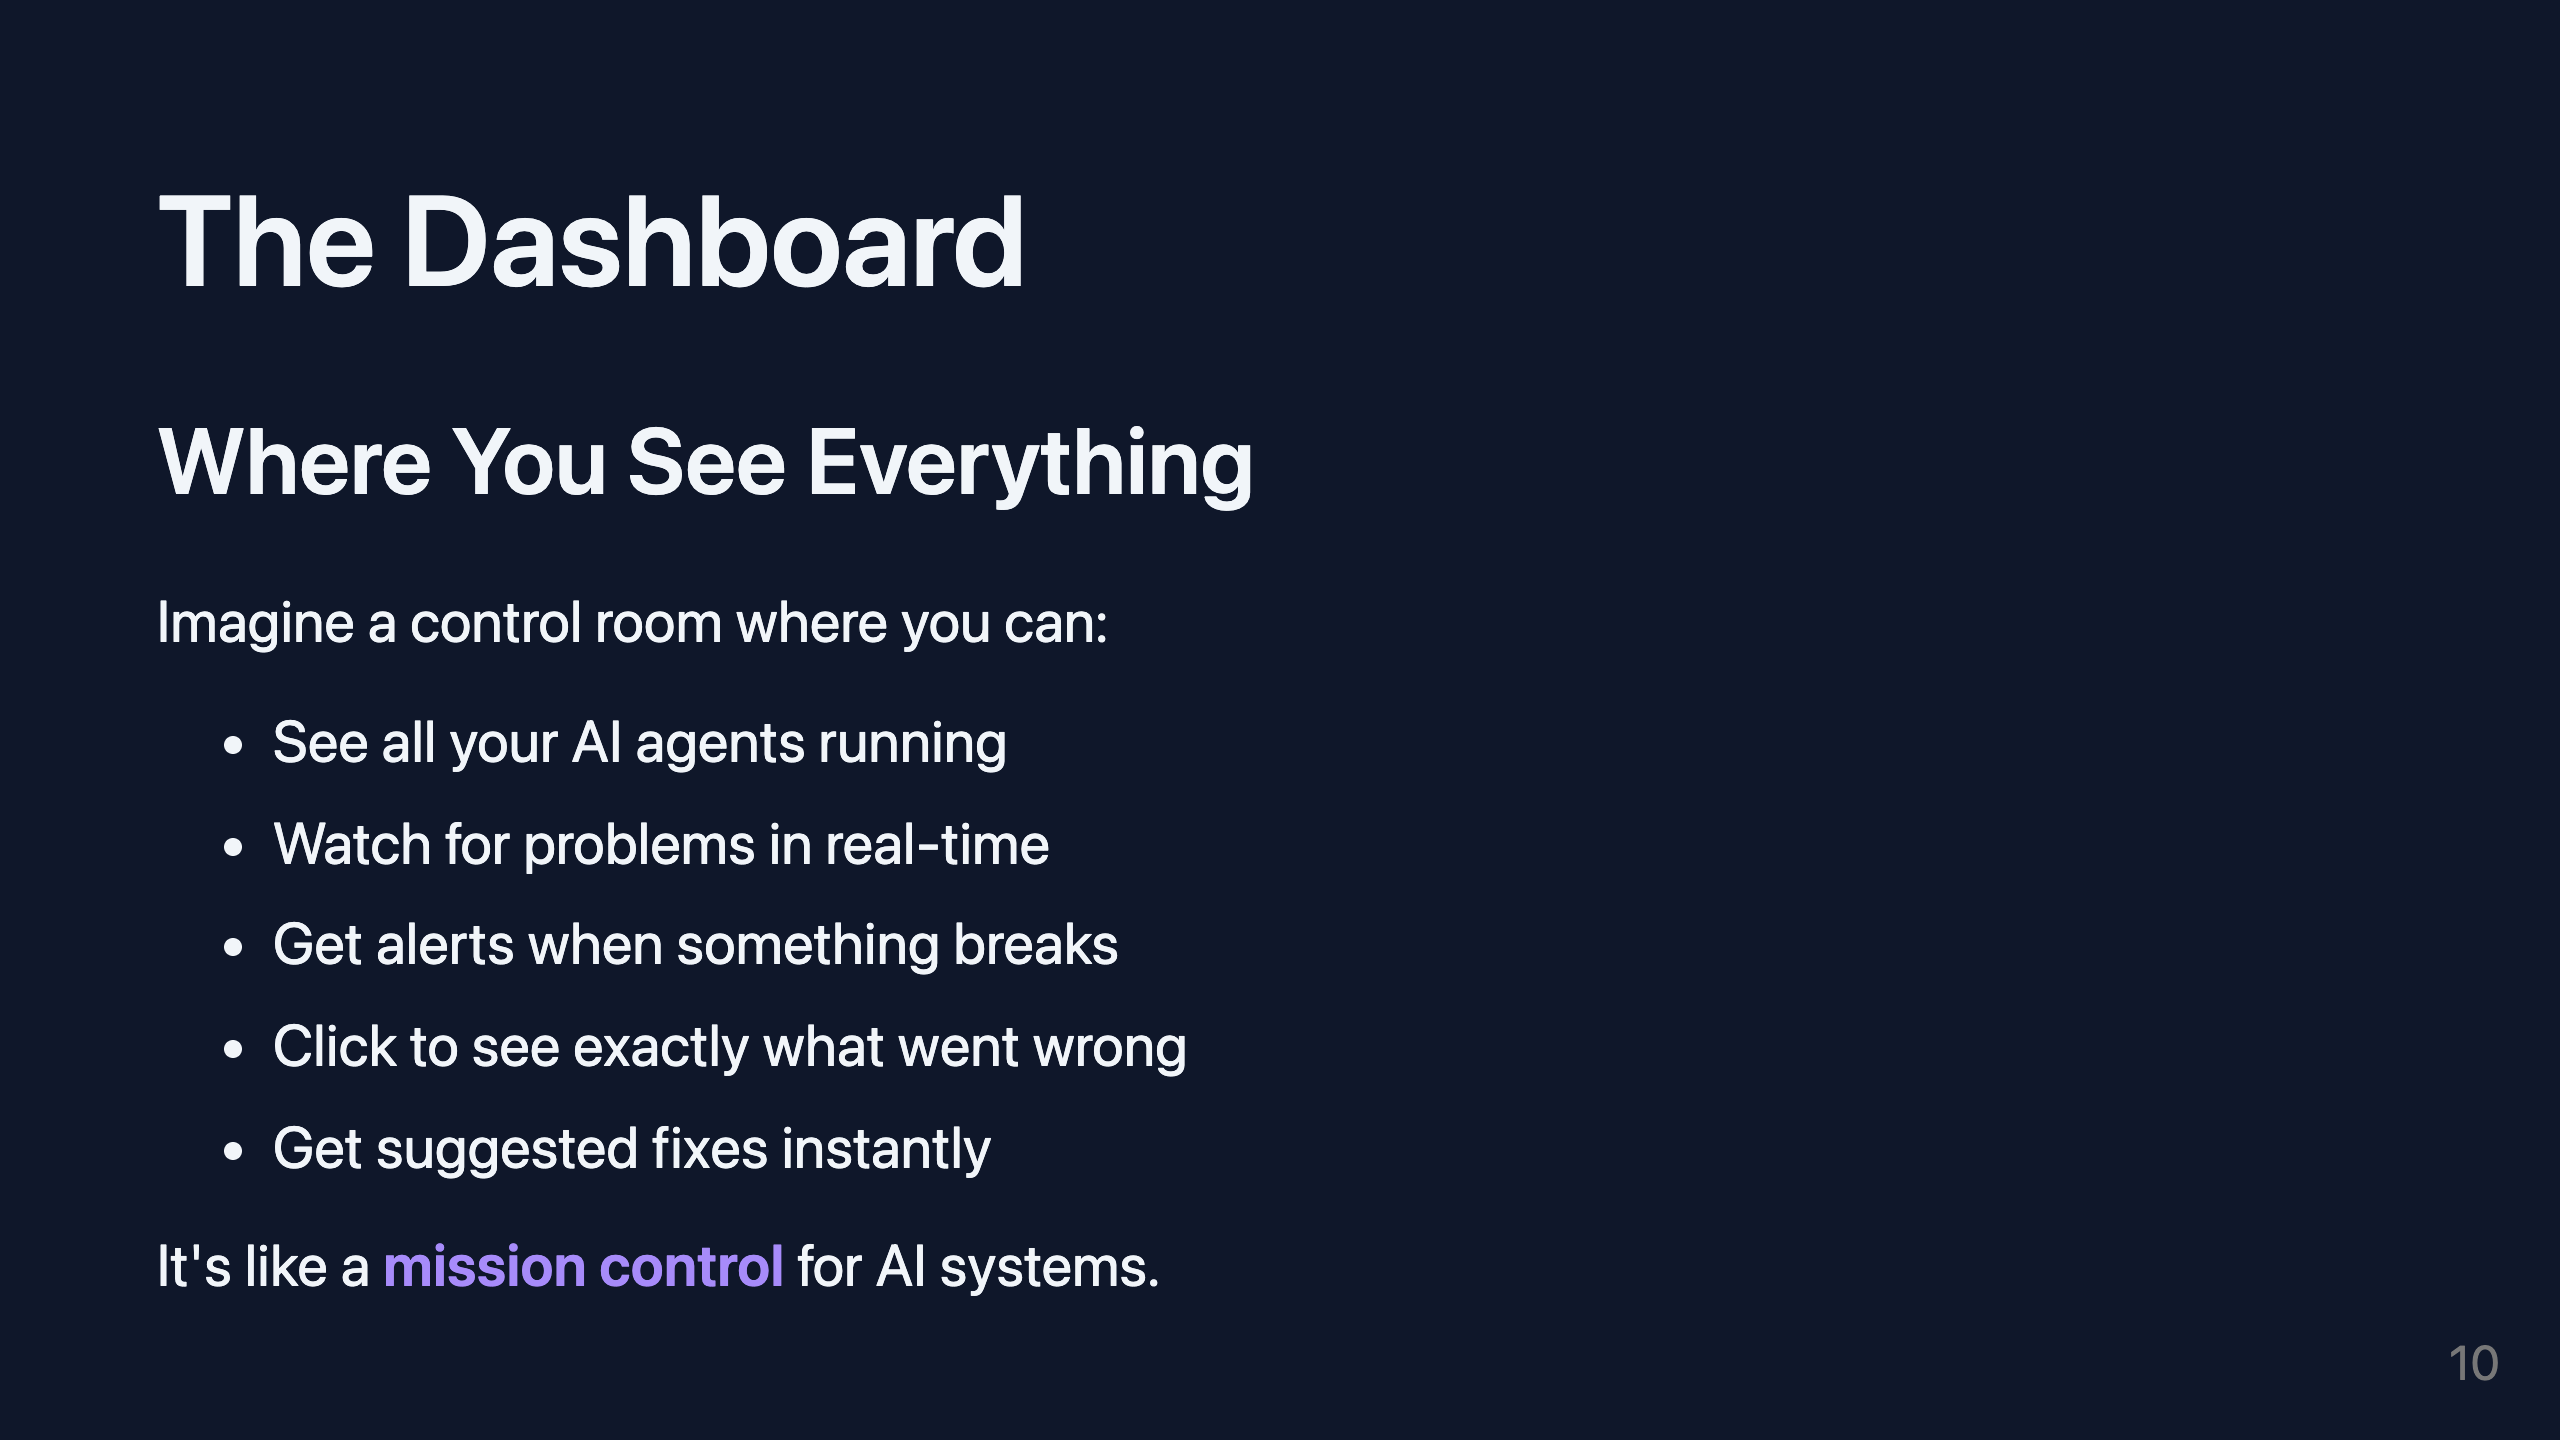 The Dashboard
Where You See Everything
Imagine a control room where you can:
• See all your AI agents running
• Watch for problems in real-time
• Get alerts when something breaks
• Click to see exactly what went wrong
• Get suggested fixes instantly
It's like a mission control for AI systems.
10